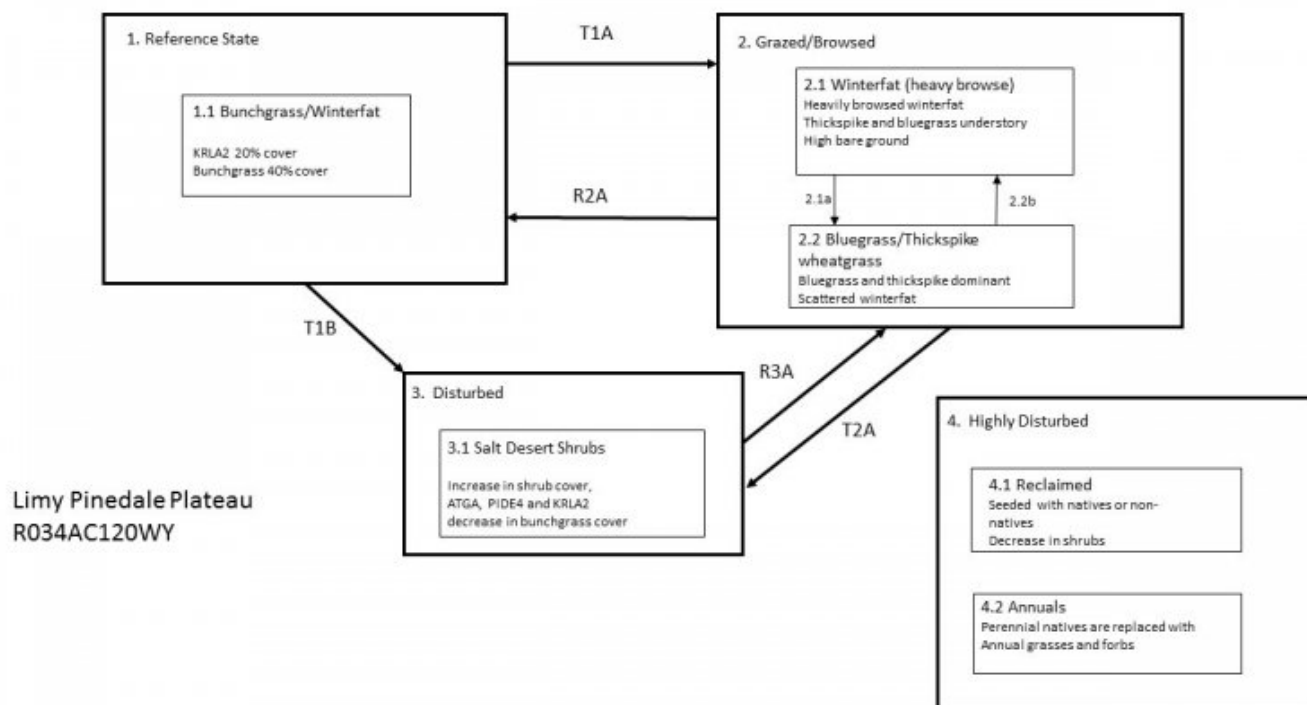 1. Reference State
1.1 Bunchgrass/Winterfat
KRLA2 20% cover
Bunchgrass 40% cover
T1A
R2A
2. Grazed/Browsed
2.1 Winterfat (heavy browse)
Heavily browsed winterfat
Thickspike and bluegrass understory
High bare ground
2.1a
2.2b
2.2 Bluegrass/Thickspike
wheatgrass
Bluegrass and thickspike dominant
Scattered winterfat
T1B
R3A
T2A
3. Disturbed
3.1 Salt Desert Shrubs
Increase in shrub cover,
ATGA, PIDE4 and KRLA2
decrease in bunchgrass cover
4. Highly Disturbed
4.1 Reclaimed
Seeded with natives or non-
natives
Decrease in shrubs
4.2 Annuals
Perennial natives are replaced with
Annual grasses and forbs
Limy Pinedale Plateau
R034AC120WY